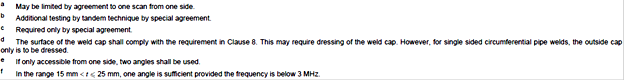 a May be limited by agreement to one scan from one side.
b Additional testing by tandem technique by special agreement.
c Required only by special agreement.
d The surface of the weld cap shall comply with the requirement in Clause 8. This may require dressing of the weld cap. However, for single sided circumferential pipe welds, the outside cap
only is to be dressed.
e If only accessible from one side, two angles shall be used.
f In the range 15 mm < t ⩽ 25 mm, one angle is sufficient provided the frequency is below 3 MHz.